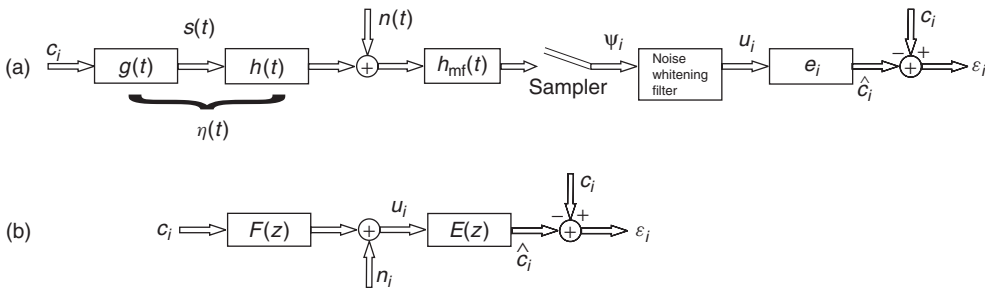 (a)
c_i
g(t)
s(t)
h(t)
η(t)
n(t)
+
h_mf(t)
Sampler
ψ_i
Noise
whitening
filter
u_i
e_i
ĉ_i
c_i
− +
+
ε_i
(b)
c_i
F(z)
+
n_i
u_i
E(z)
ĉ_i
c_i
− +
+
ε_i